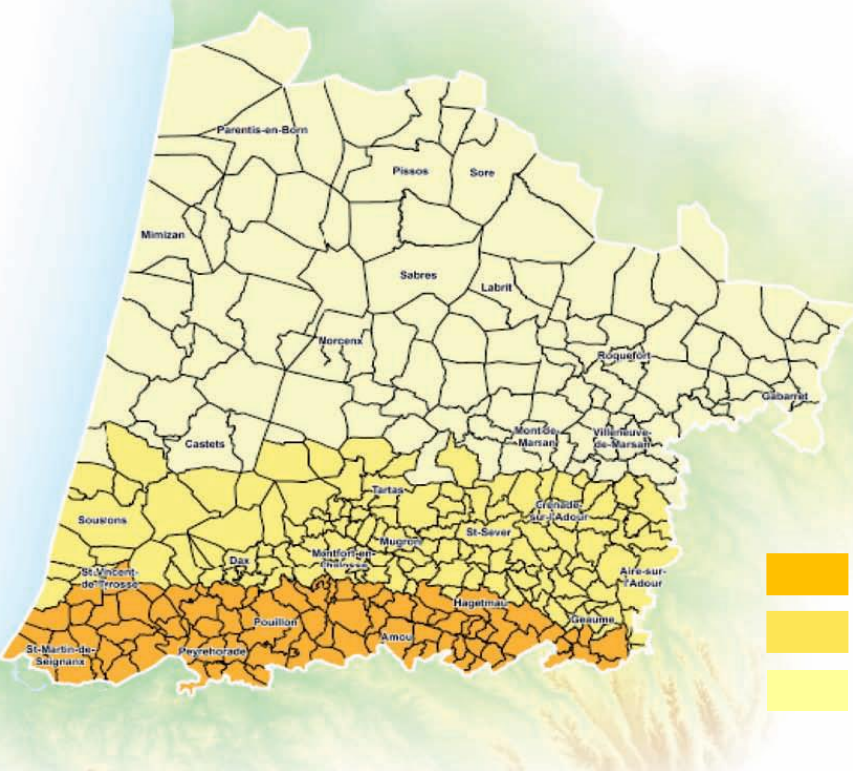 Parentis-en-Born
Pissos
Sore
Mimizan
Sabres
Labrit
Norcenx
Roquefort
Gabarret
Castets
Mont-de-
Marsan
Villeneuve-
de-Marsan
Tartas
Soustons
Grenade-
sur-l'Adour
St-Sever
Mugron
Dax
Montfort-en-
Chalosse
St-Vincent-
de-Tyrosse
Aire-sur-
l'Adour
Hagetmau
Geaume
Pouillon
Amou
St-Martin-de-
Seignanx
Peyrehorade